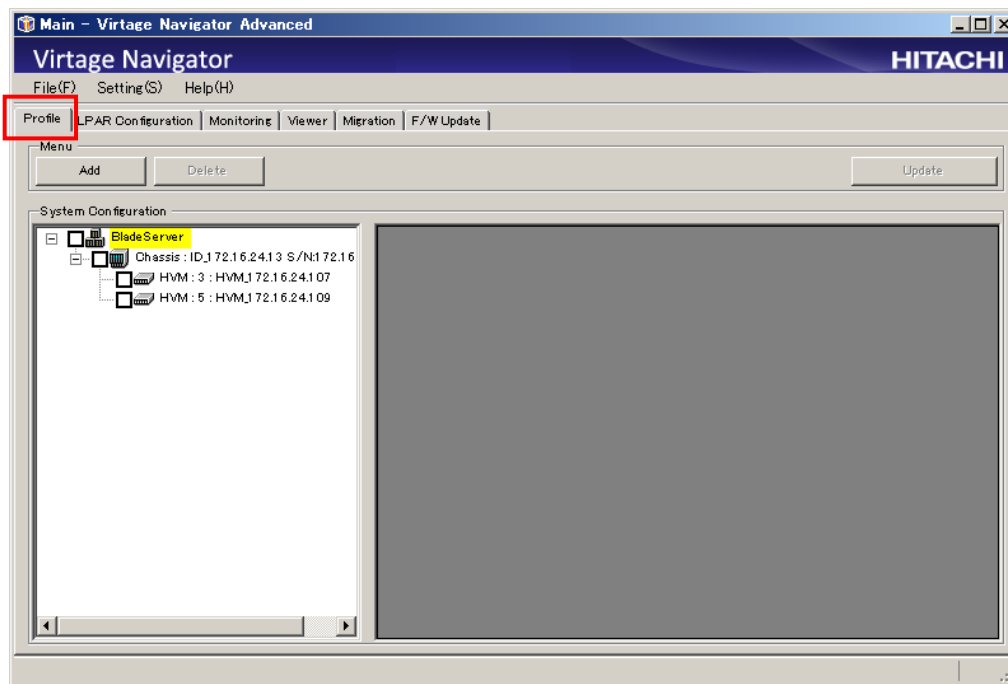 Main - Virtage Navigator Advanced
Virtage Navigator HITACHI
File(F) Setting(S) Help(H)
Profile LPAR Configuration Monitoring Viewer Migration F/W Update
Menu
Add Delete Update
System Configuration
BladeServer
Chassis : ID_172.16.24.13 S/N:172.16
HVM : 3 : HVM_172.16.24.107
HVM : 5 : HVM_172.16.24.109